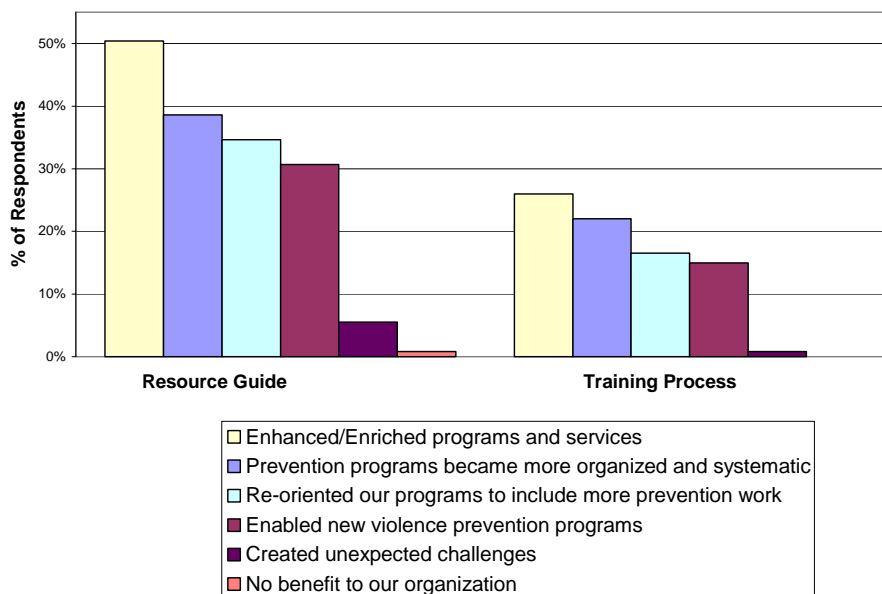 % of Respondents
50%
40%
30%
20%
10%
0%
Resource Guide Training Process
Enhanced/Enriched programs and services
Prevention programs became more organized and systematic
Re-oriented our programs to include more prevention work
Enabled new violence prevention programs
Created unexpected challenges
No benefit to our organization